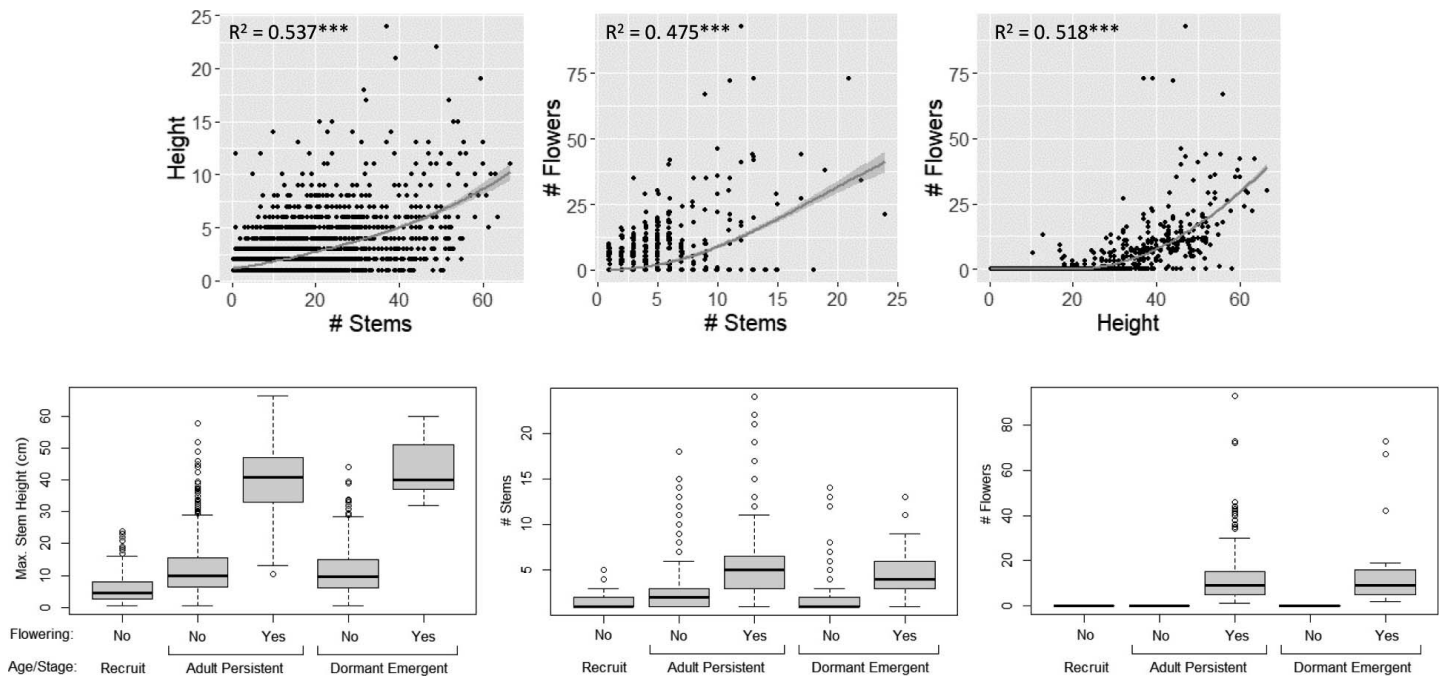 R² = 0.537***
25
20
15
10
5
0
Height
0 20 40 60
# Stems
R² = 0. 475***
75
50
25
0
# Flowers
0 5 10 15 20 25
# Stems
R² = 0. 518***
75
50
25
0
# Flowers
0 20 40 60
Height
Max. Stem Height (cm)
60
50
40
30
20
10
0
# Stems
20
15
10
5
# Flowers
80
60
40
20
0
Flowering: No No Yes No Yes No No Yes No Yes No No Yes No Yes
Age/Stage: Recruit Adult Persistent Dormant Emergent Recruit Adult Persistent Dormant Emergent Recruit Adult Persistent Dormant Emergent